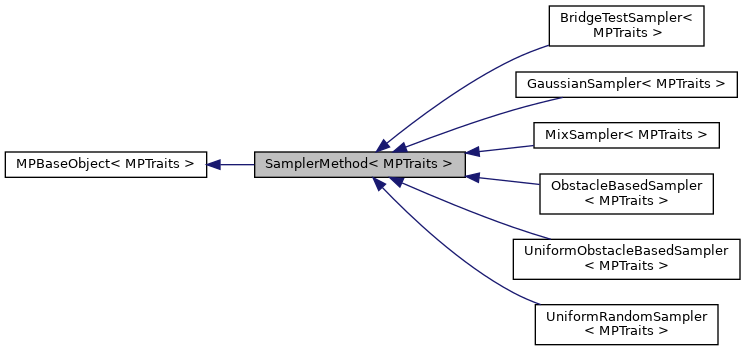 MPBaseObject< MPTraits >
SamplerMethod< MPTraits >
BridgeTestSampler<
MPTraits >
GaussianSampler< MPTraits >
MixSampler< MPTraits >
ObstacleBasedSampler
< MPTraits >
UniformObstacleBasedSampler
< MPTraits >
UniformRandomSampler
< MPTraits >